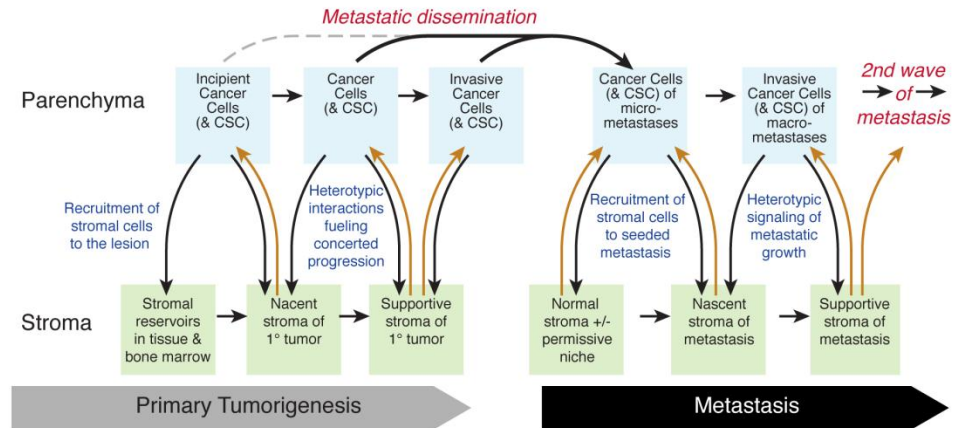 Metastatic dissemination
Parenchyma
Incipient
Cancer
Cells
(& CSC)
Cancer
Cells
(& CSC)
Invasive
Cancer
Cells
(& CSC)
Cancer Cells
(& CSC) of
micro-
metastases
Invasive
Cancer Cells
(& CSC) of
macro-
metastases
2nd wave
of
metastasis
Recruitment of
stromal cells
to the lesion
Heterotypic
interactions
fueling
concerted
progression
Recruitment of
stromal cells
to seeded
metastasis
Heterotypic
signaling of
metastatic
growth
Stroma
Stromal
reservoirs
in tissue &
bone marrow
Nacent
stroma of
1° tumor
Supportive
stroma of
1° tumor
Normal
stroma +/-
permissive
niche
Nascent
stroma of
metastasis
Supportive
stroma of
metastasis
Primary Tumorigenesis
Metastasis